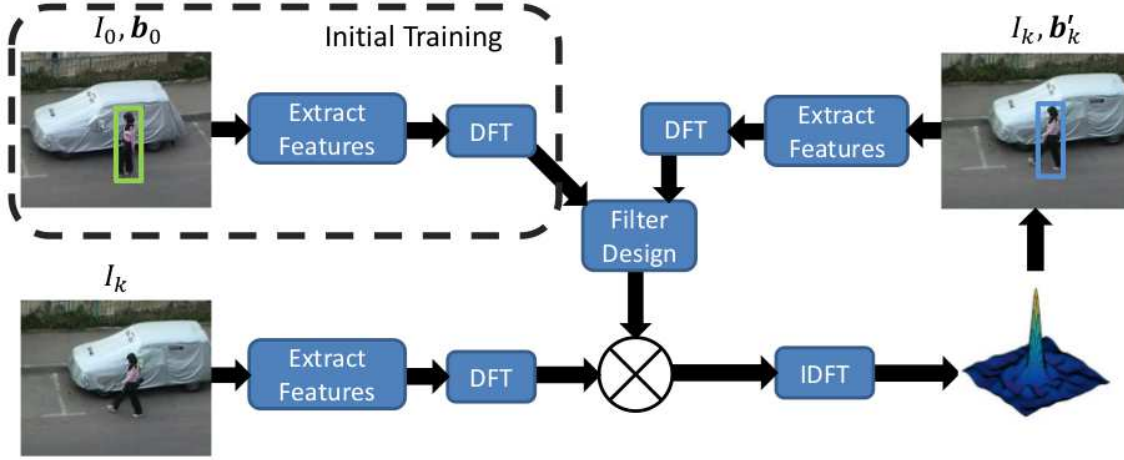 I₀, b₀
Initial Training
Extract
Features
DFT
DFT
Extract
Features
Iₖ, b′ₖ
Filter
Design
Iₖ
Extract
Features
DFT
IDFT